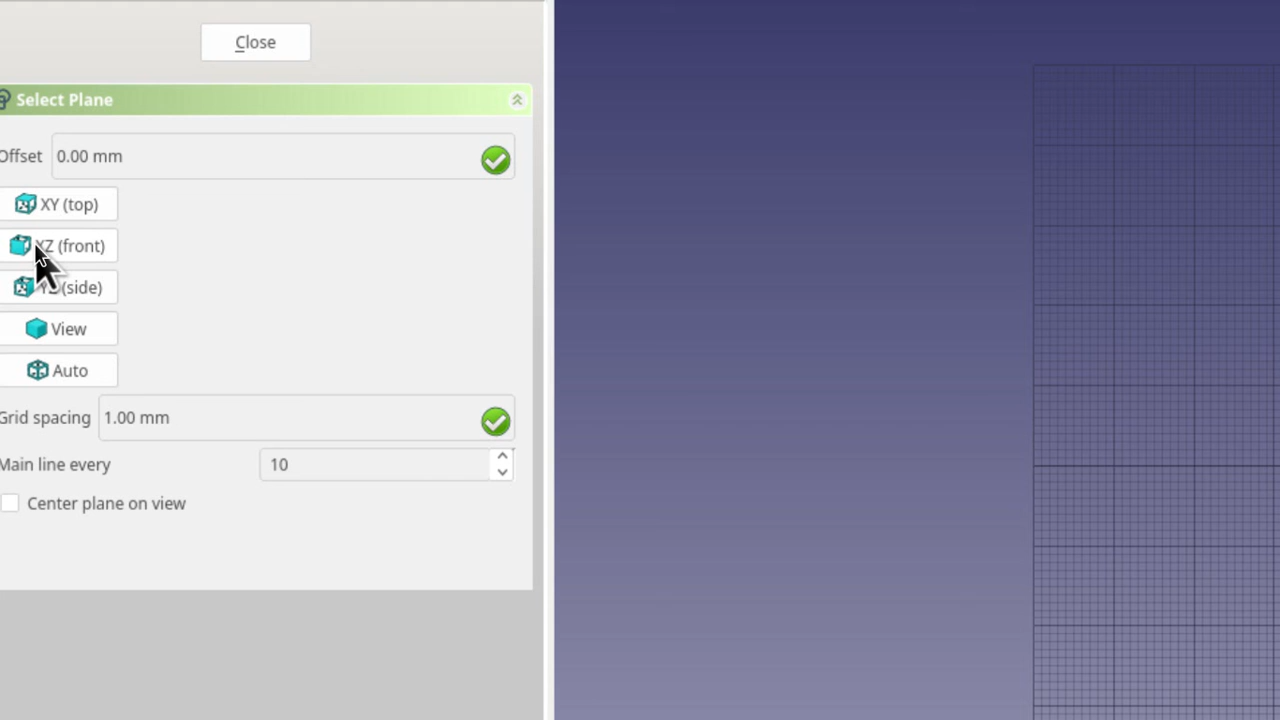 Close
Select Plane
Offset 0.00 mm
XY (top)
XZ (front)
(side)
View
Auto
Grid spacing 1.00 mm
Main line every 10
Center plane on view